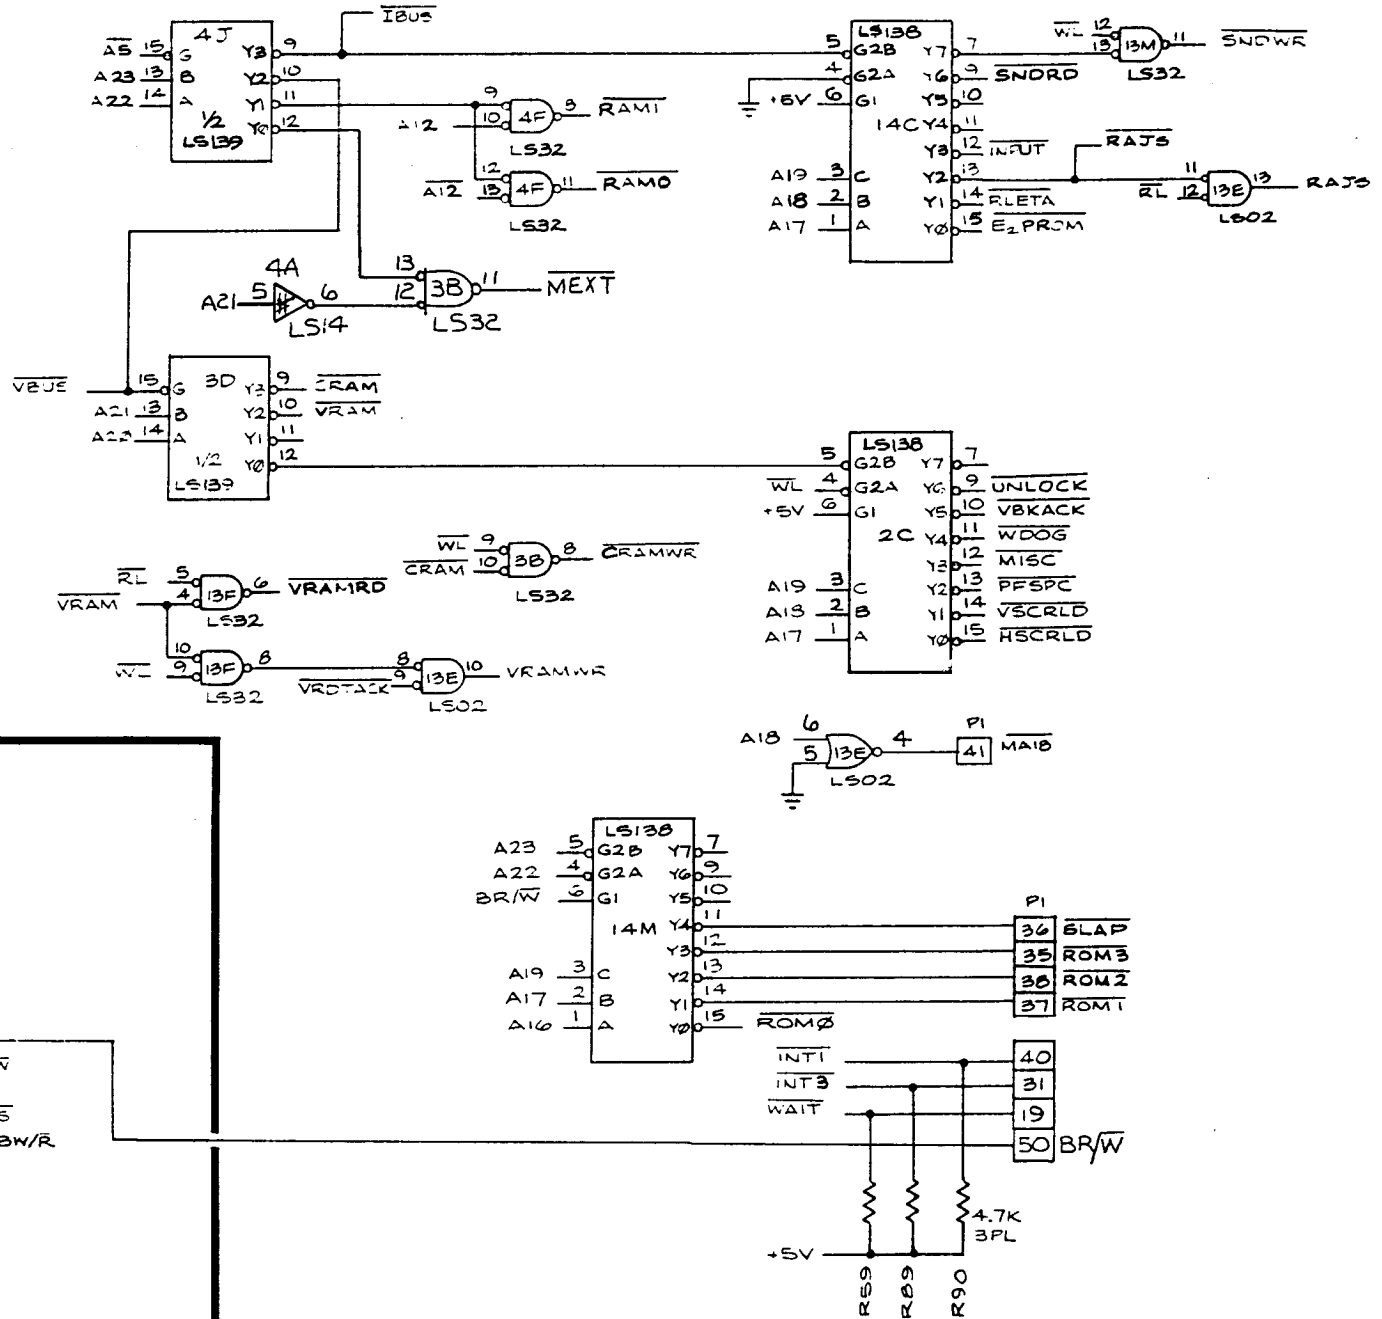 IBUS
4J
AS 15 G Y3 9
A23 13 B Y2 10
A22 14 A Y1 11
Y0 12
1/2
LS139
9
A12 10 4F 8 RAM1
LS32
12
A12 13 4F 11 RAM0
LS32
LS138
5 G2B Y7 7
4 G2A Y6 9 SNDRD
+5V 6 G1 Y5 10
14C Y4 11
Y3 12 INPUT
A19 3 C Y2 13
A18 2 B Y1 14 RLETA
A17 1 A YØ 15 E2PROM
WL 12
13 13M 11 SNDWR
LS32
RAJS
11
RL 12 13E 13 RAJS
LS02
4A
A21 5 6
LS14
13
12 3B 11 MEXT
LS32
VBUS 15 G 3D Y3 9 CRAM
A21 13 B Y2 10 VRAM
14 A Y1 11
YØ 12
1/2
LS139
LS138
5 G2B Y7 7
WL 4 G2A Y6 9 UNLOCK
+5V 6 G1 Y5 10 VBKACK
2C Y4 11 WDOG
Y3 12 MISC
A19 3 C Y2 13 PFSPC
A18 2 B Y1 14 VSCRLD
A17 1 A YØ 15 HSCRLD
WL 9
CRAM 10 3B 8 CRAMWR
LS32
RL 5
VRAM 4 13F 6 VRAMRD
LS32
10
WL 9 13F 8
LS32
8
VRDTACK 9 13E 10 VRAMWR
LS02
A18 6
5 13E 4
LS02
P1
41 MA18
LS138
A23 5 G2B Y7 7
A22 4 G2A Y6 9
BR/W 6 G1 Y5 10
14M Y4 11
Y3 12
A19 3 C Y2 13
A17 2 B Y1 14
A16 1 A YØ 15 ROMØ
P1
36 SLAP
35 ROM3
38 ROM2
37 ROM1
INT1 40
INT3 31
WAIT 19
50 BR/W
BW/R
4.7K
3PL
+5V
R59
R89
R90